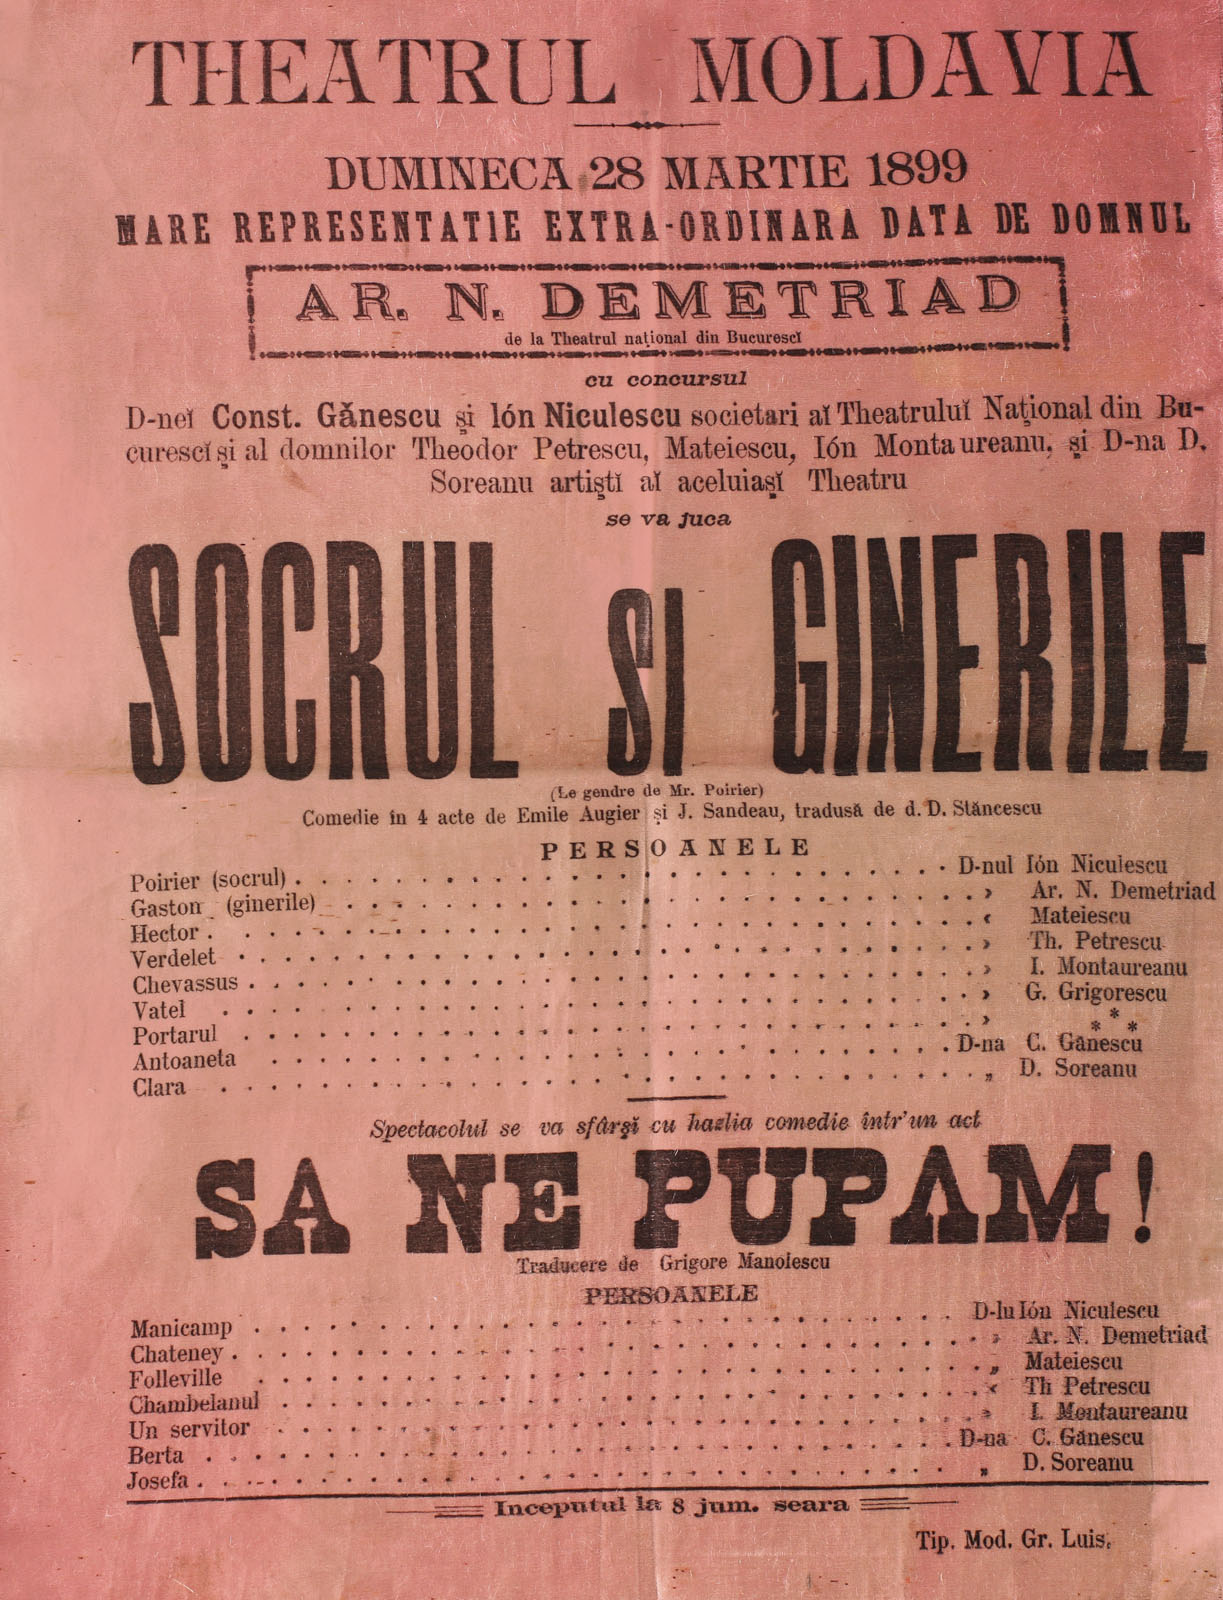 THEATRUL MOLDAVIA
DUMINECA 28 MARTIE 1899
MARE REPRESENTATIE EXTRA-ORDINARA DATA DE DOMNUL
AR. N. DEMETRIAD
de la Theatrul național din Bucurescĭ
cu concursul
D-neĭ Const. Gănescu și Ión Niculescu societari aĭ Theatruluĭ Național din Bu-
curescĭ și al domnilor Theodor Petrescu, Mateiescu, Ión Montaureanu, și D-na D.
Soreanu artiștĭ aĭ aceluiașĭ Theatru
se va juca
SOCRUL SI GINERILE
(Le gendre de Mr. Poirier)
Comedie în 4 acte de Emile Augier și J. Sandeau, tradusă de d. D. Stăncescu
PERSOANELE
Poirier (socrul) . . . . . . . . . . . . . . . . . D-nul Ión Niculescu
Gaston (ginerile) . . . . . . . . . . . . . . . . . › Ar. N. Demetriad
Hector . . . . . . . . . . . . . . . . . ‹ Mateiescu
Verdelet . . . . . . . . . . . . . . . . . › Th. Petrescu
Chevassus . . . . . . . . . . . . . . . . . › I. Montaureanu
Vatel . . . . . . . . . . . . . . . . . › G. Grigorescu
Portarul . . . . . . . . . . . . . . . . . › * * *
Antoaneta . . . . . . . . . . . . . . . . . D-na C. Gănescu
Clara . . . . . . . . . . . . . . . . . „ D. Soreanu
Spectacolul se va sfârși cu hazlia comedie într'un act
SA NE PUPAM!
Traducere de Grigore Manolescu
PERSOANELE
Manicamp . . . . . . . . . . . . . . . . . D-lu Ión Niculescu
Chateney . . . . . . . . . . . . . . . . . › Ar. N. Demetriad
Folleville . . . . . . . . . . . . . . . . . „ Mateiescu
Chambelanul . . . . . . . . . . . . . . . . . ‹ Th Petrescu
Un servitor . . . . . . . . . . . . . . . . . › I. Montaureanu
Berta . . . . . . . . . . . . . . . . . D-na C. Gănescu
Josefa . . . . . . . . . . . . . . . . . „ D. Soreanu
Inceputul la 8 jum. seara
Tip. Mod. Gr. Luis.